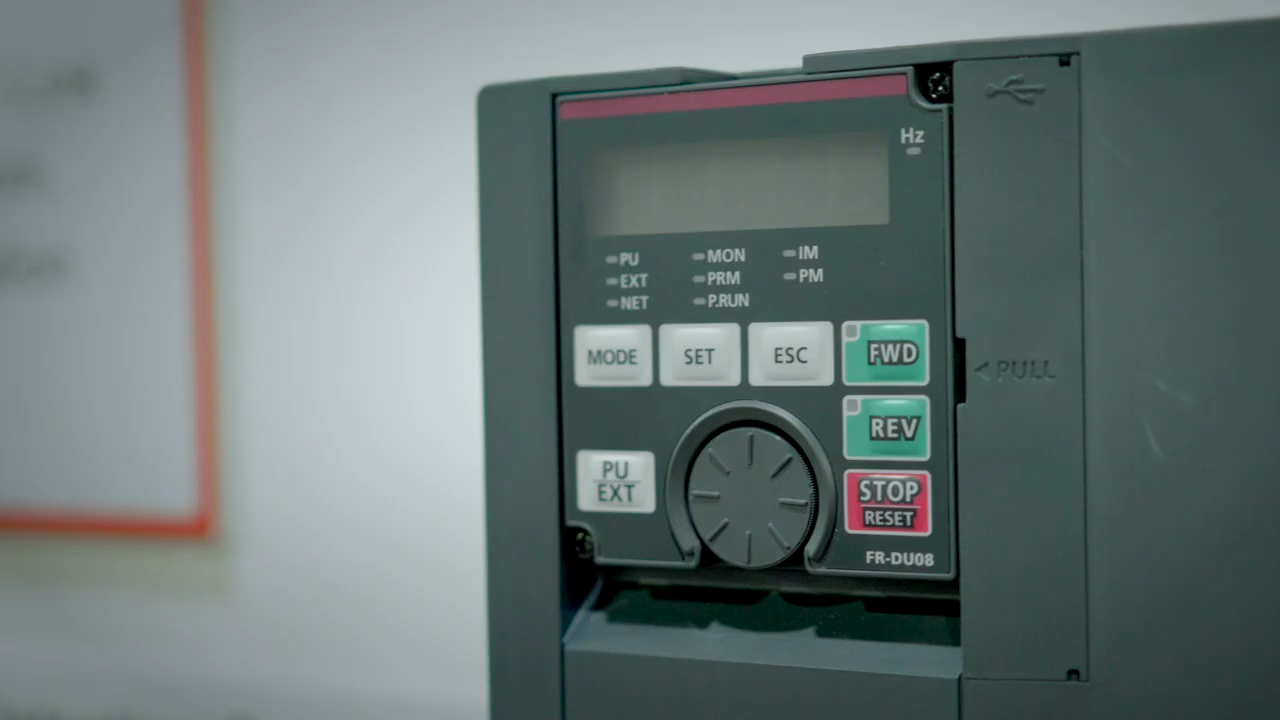 Hz
PU MON IM
EXT PRM PM
NET P.RUN
MODE SET ESC FWD
< PULL
REV
PU
EXT
STOP
RESET
FR-DU08